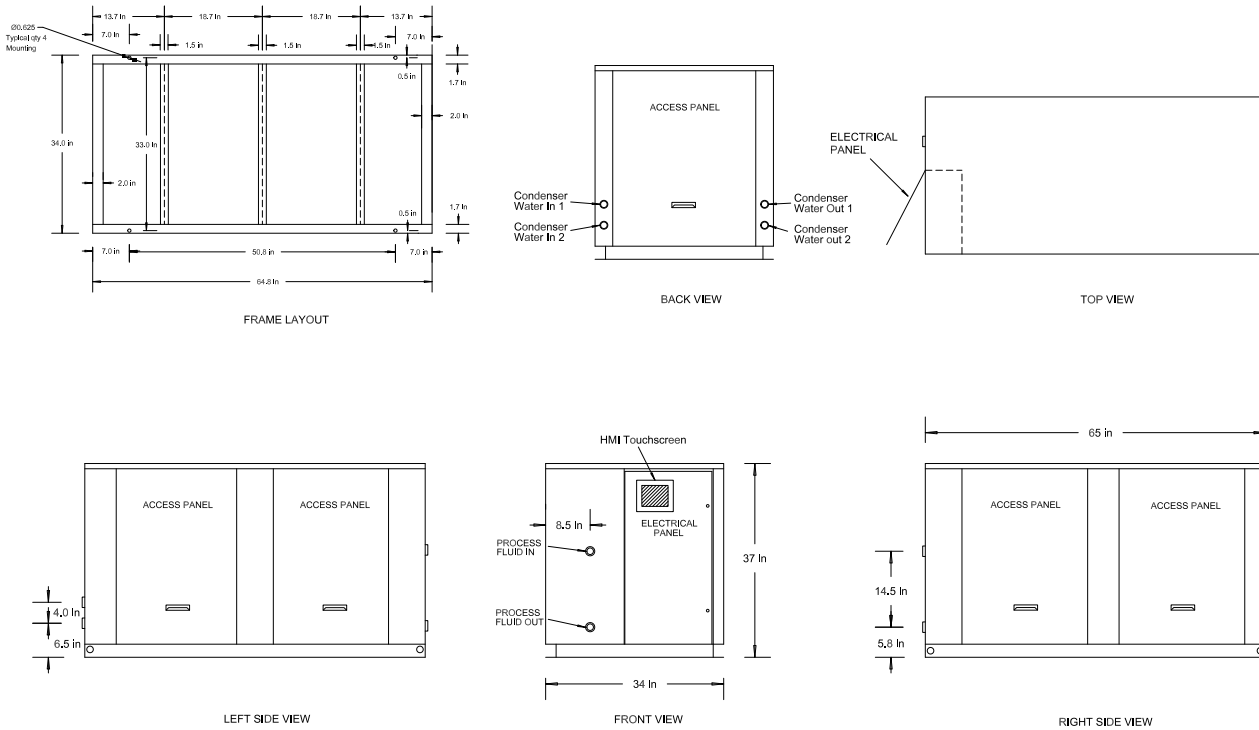 13.7 in
18.7 in
18.7 in
13.7 in
Ø0.625
Typical qty 4
Mounting
7.0 in
7.0 in
1.5 in
1.5 in
1.5 in
0.5 in
1.7 in
2.0 in
34.0 in
33.0 in
2.0 in
0.5 in
1.7 in
7.0 in
50.8 in
7.0 in
64.8 in
FRAME LAYOUT
ACCESS PANEL
Condenser
Water In 1
Condenser
Water In 2
Condenser
Water Out 1
Condenser
Water out 2
BACK VIEW
ELECTRICAL
PANEL
TOP VIEW
ACCESS PANEL
ACCESS PANEL
4.0 in
6.5 in
LEFT SIDE VIEW
HMI Touchscreen
8.5 in
ELECTRICAL
PANEL
PROCESS
FLUID IN
PROCESS
FLUID OUT
37 in
34 in
FRONT VIEW
65 in
ACCESS PANEL
ACCESS PANEL
14.5 in
5.8 in
RIGHT SIDE VIEW